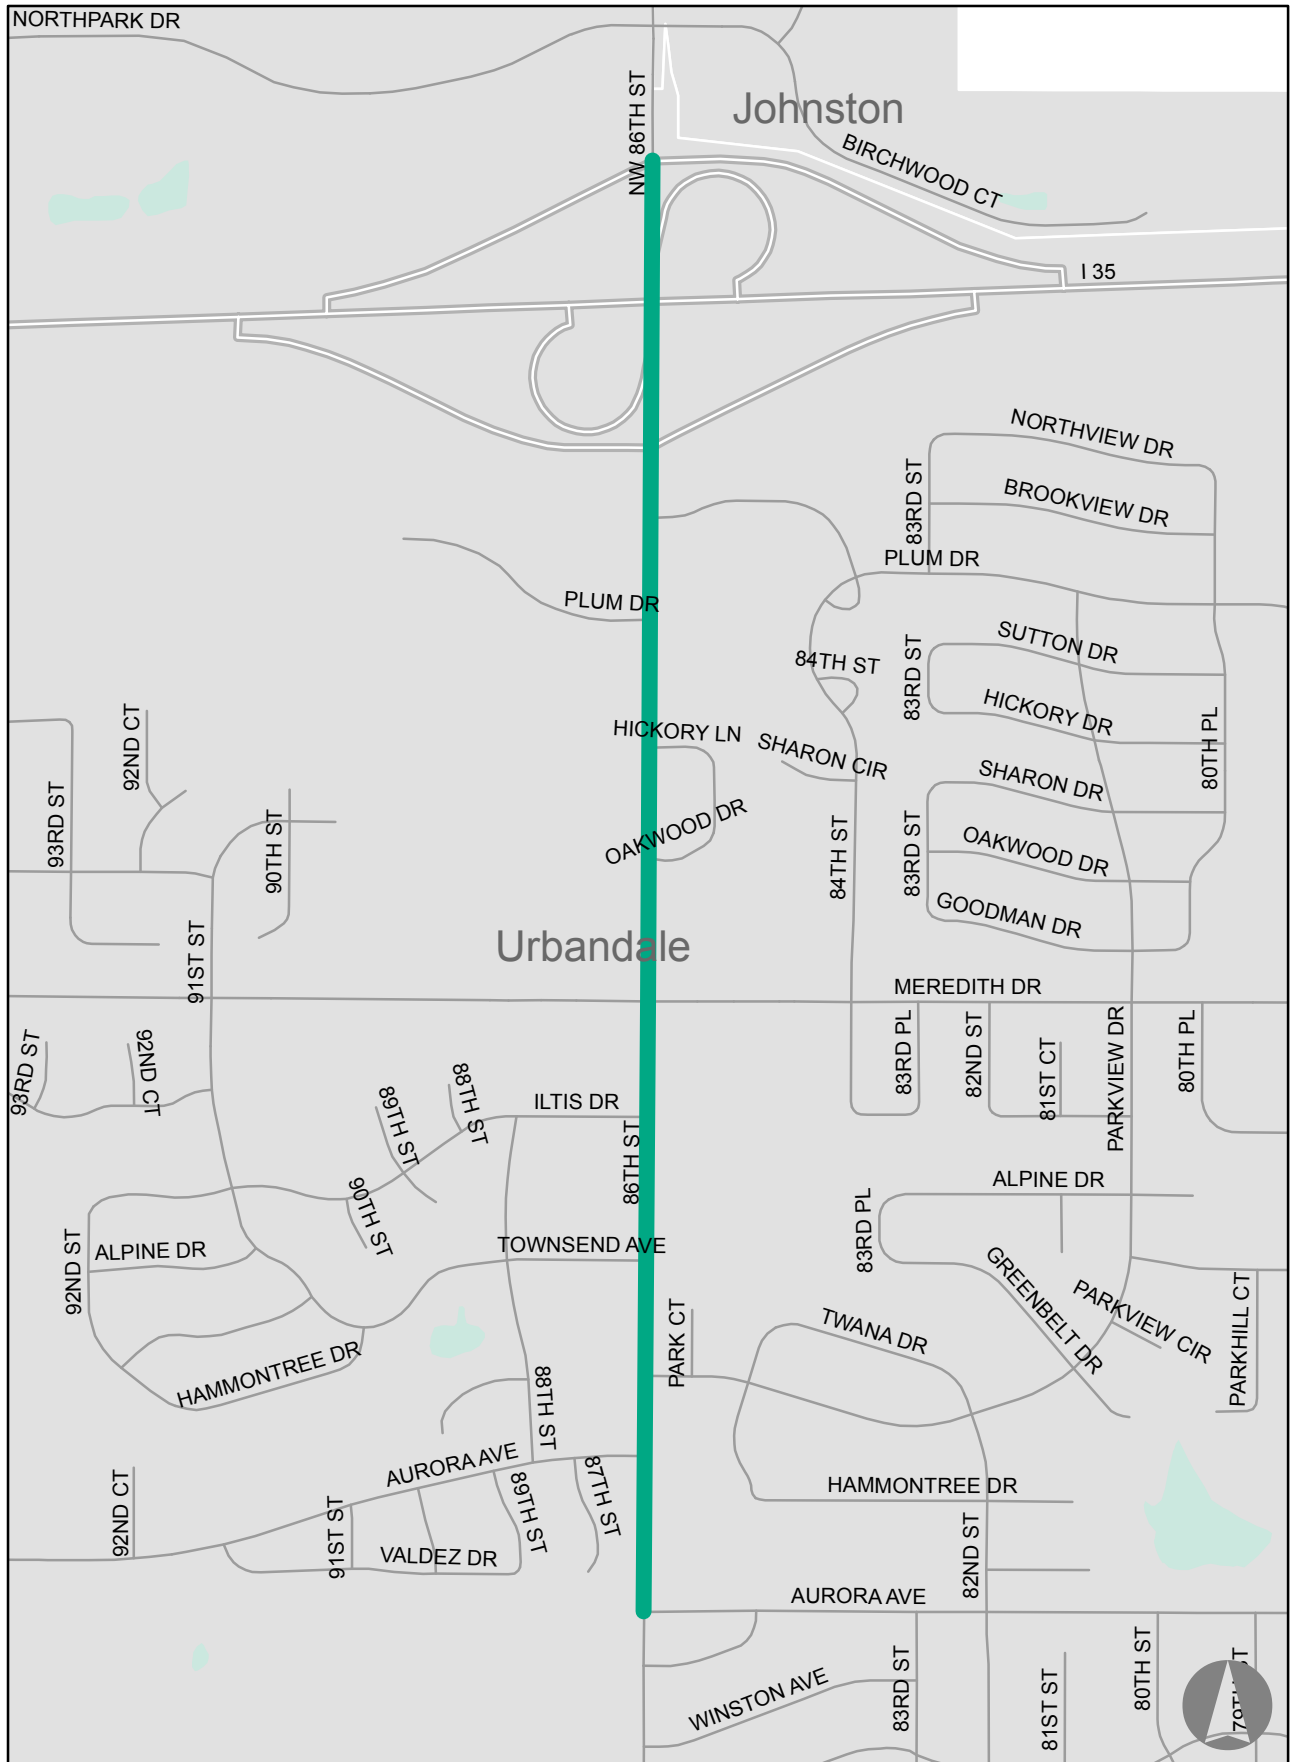 NORTHPARK DR
NW 86TH ST
Johnston
BIRCHWOOD CT
I 35
NORTHVIEW DR
83RD ST
BROOKVIEW DR
PLUM DR
PLUM DR
SUTTON DR
84TH ST
83RD ST
HICKORY DR
80TH PL
92ND CT
HICKORY LN
SHARON CIR
SHARON DR
93RD ST
90TH ST
OAKWOOD DR
84TH ST
83RD ST
OAKWOOD DR
GOODMAN DR
91ST ST
Urbandale
MEREDITH DR
93RD ST
92ND CT
83RD PL
82ND ST
81ST CT
PARKVIEW DR
80TH PL
89TH ST
88TH ST
ILTIS DR
86TH ST
90TH ST
ALPINE DR
83RD PL
92ND ST
ALPINE DR
TOWNSEND AVE
GREENBELT DR
PARKVIEW CIR
PARKHILL CT
PARK CT
TWANA DR
HAMMONTREE DR
88TH ST
AURORA AVE
89TH ST
87TH ST
HAMMONTREE DR
92ND CT
91ST ST
VALDEZ DR
82ND ST
AURORA AVE
WINSTON AVE
83RD ST
81ST ST
80TH ST